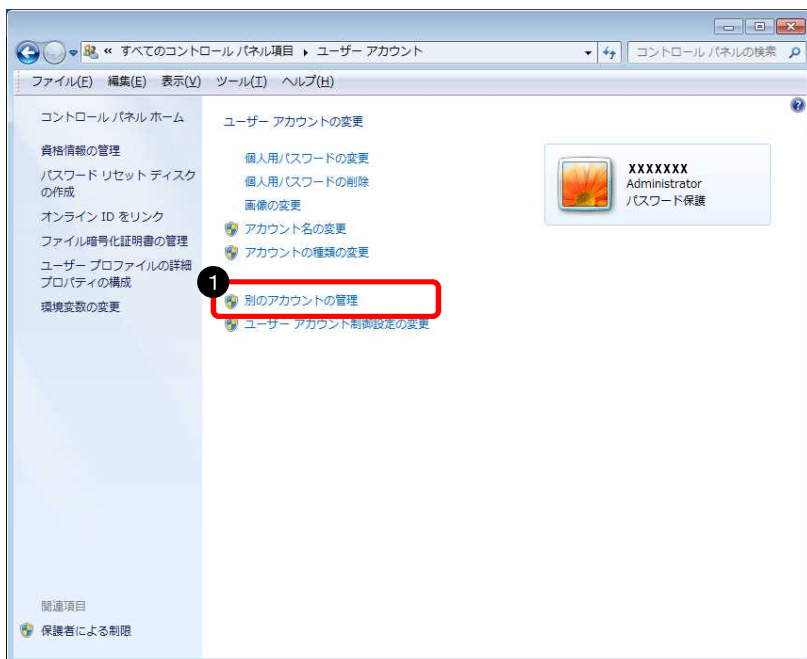 « すべてのコントロール パネル項目 ▸ ユーザー アカウント
コントロール パネルの検索
ファイル(F) 編集(E) 表示(V) ツール(T) ヘルプ(H)
コントロール パネル ホーム
資格情報の管理
パスワード リセット ディスク
の作成
オンライン ID をリンク
ファイル暗号化証明書の管理
ユーザー プロファイルの詳細
プロパティの構成
環境変数の変更
ユーザー アカウントの変更
個人用パスワードの変更
個人用パスワードの削除
画像の変更
アカウント名の変更
アカウントの種類の変更
1
別のアカウントの管理
ユーザー アカウント制御設定の変更
XXXXXXX
Administrator
パスワード保護
関連項目
保護者による制限